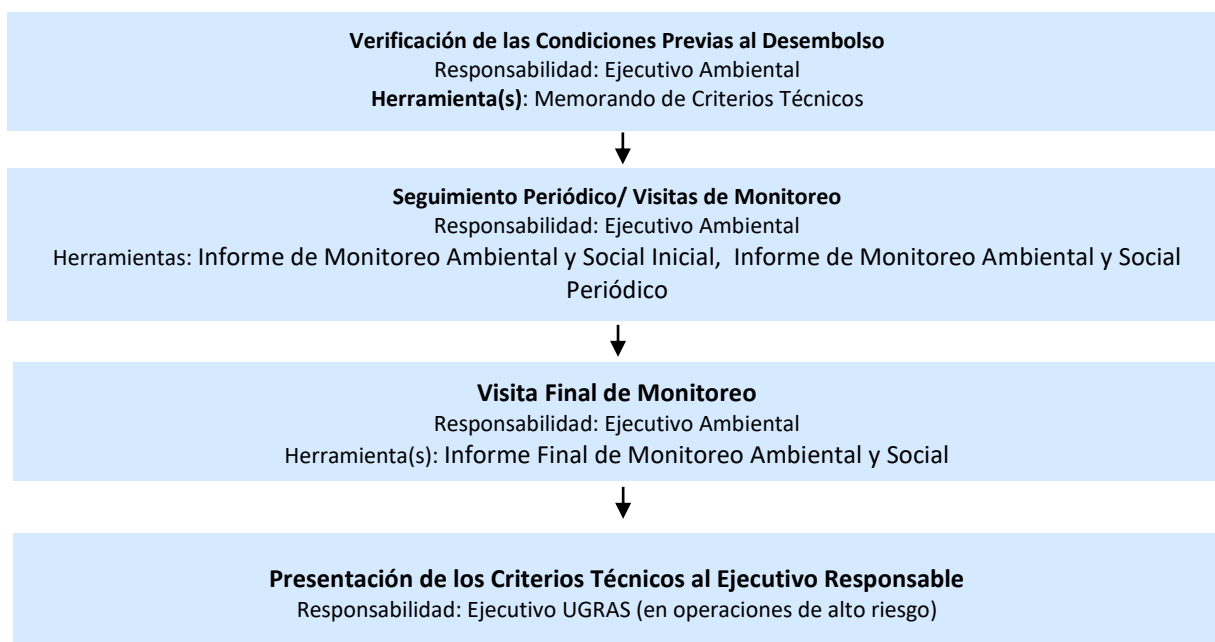 Verificación de las Condiciones Previas al Desembolso
Responsabilidad: Ejecutivo Ambiental
Herramienta(s): Memorando de Criterios Técnicos
Seguimiento Periódico/ Visitas de Monitoreo
Responsabilidad: Ejecutivo Ambiental
Herramientas: Informe de Monitoreo Ambiental y Social Inicial, Informe de Monitoreo Ambiental y Social
Periódico
Visita Final de Monitoreo
Responsabilidad: Ejecutivo Ambiental
Herramienta(s): Informe Final de Monitoreo Ambiental y Social
Presentación de los Criterios Técnicos al Ejecutivo Responsable
Responsabilidad: Ejecutivo UGRAS (en operaciones de alto riesgo)